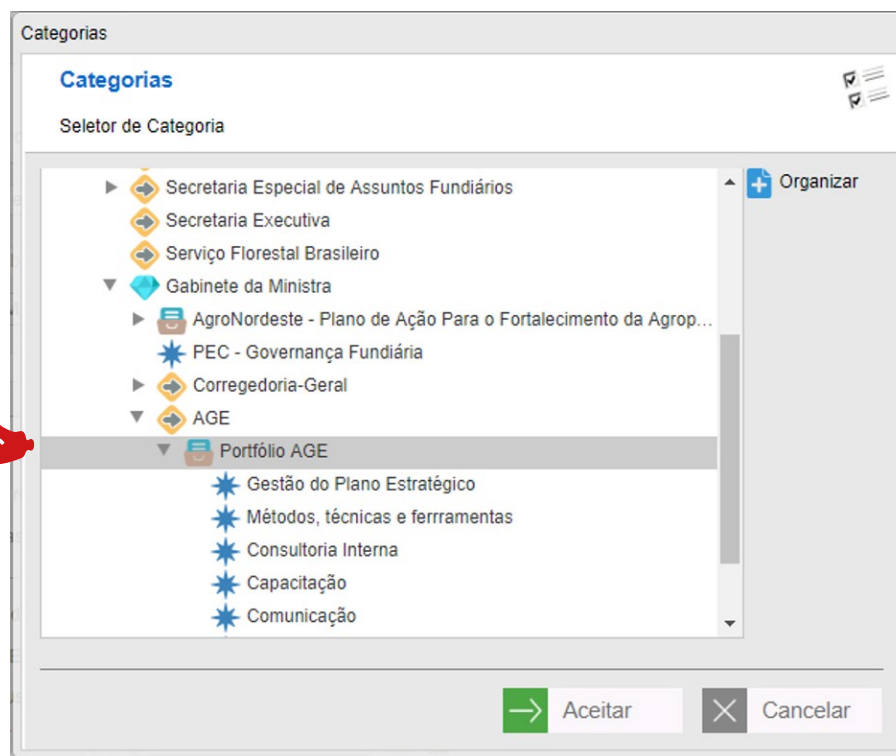 Categorias
Categorias
Seletor de Categoria
Secretaria Especial de Assuntos Fundiários
Organizar
Secretaria Executiva
Serviço Florestal Brasileiro
Gabinete da Ministra
AgroNordeste - Plano de Ação Para o Fortalecimento da Agrop...
PEC - Governança Fundiária
Corregedoria-Geral
AGE
Portfólio AGE
Gestão do Plano Estratégico
Métodos, técnicas e ferrramentas
Consultoria Interna
Capacitação
Comunicação
Aceitar
Cancelar